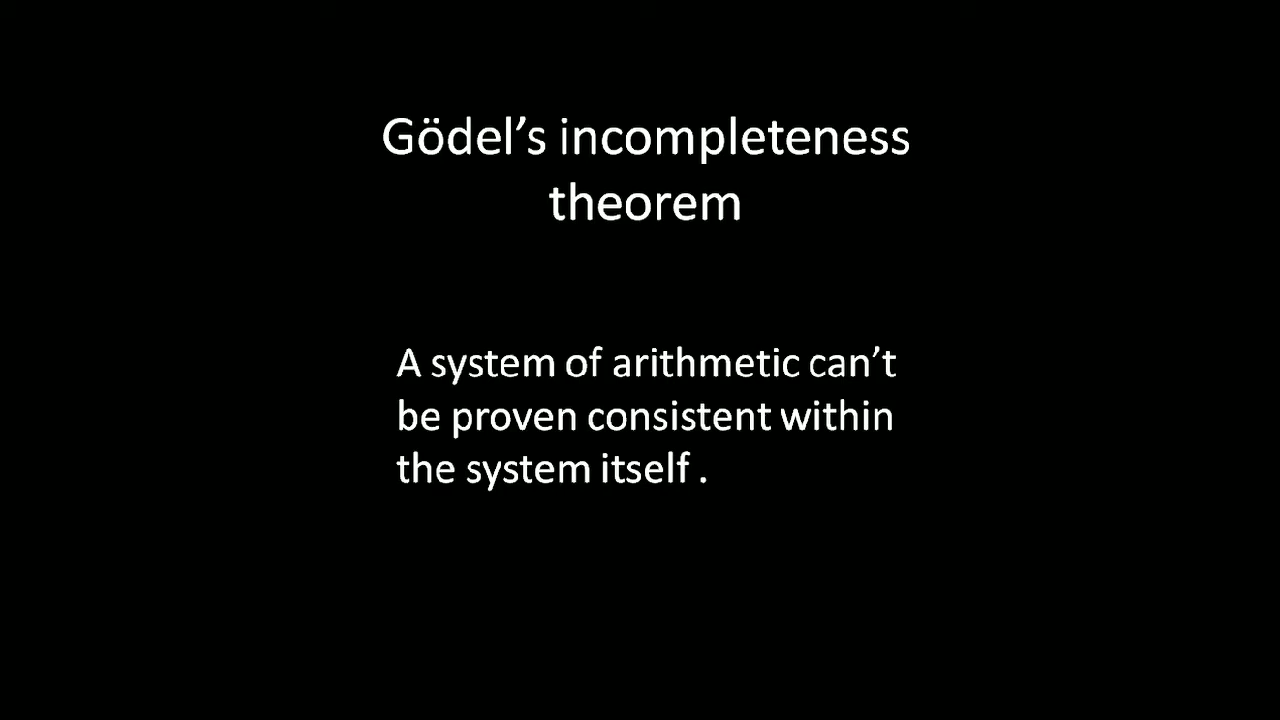 Gödel’s incompleteness
theorem
A system of arithmetic can’t
be proven consistent within
the system itself .